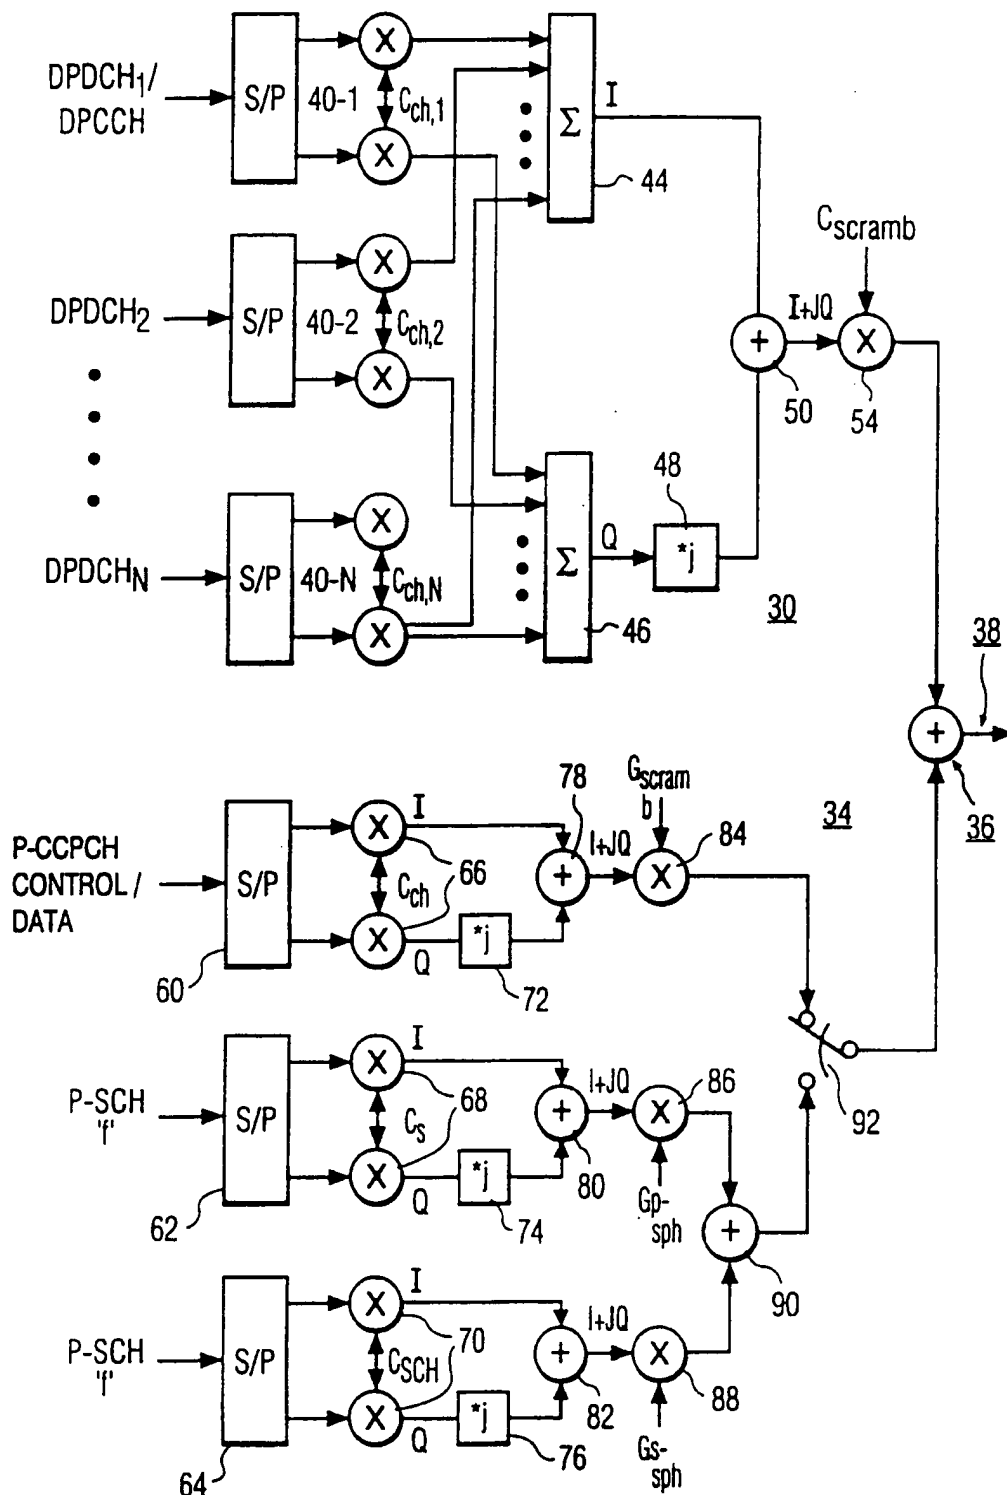 DPDCH1/
DPCCH
S/P
40-1
X
Cch,1
X
Σ
I
44
DPDCH2
S/P
40-2
X
Cch,2
X
Cscramb
I+JQ
+
50
X
54
DPDCHN
S/P
40-N
X
Cch,N
X
Σ
46
Q
48
*j
30
38
+
36
P-CCPCH
CONTROL/
DATA
S/P
60
X
I
66
Cch
X
Q
*j
72
78
+
I+JQ
Gscram
b
X
84
34
P-SCH
'f'
S/P
62
X
I
68
Cs
X
Q
*j
74
+
80
I+JQ
X
86
Gp-
sph
92
+
90
P-SCH
'f'
S/P
64
X
I
70
CSCH
X
Q
*j
76
+
82
I+JQ
X
88
Gs-
sph